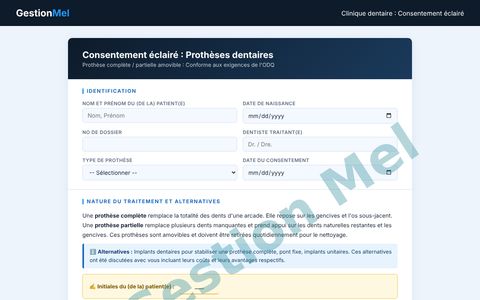 GestionMel
Clinique dentaire : Consentement éclairé
Consentement éclairé : Prothèses dentaires
Prothèse complète / partielle amovible : Conforme aux exigences de l'ODQ
IDENTIFICATION
NOM ET PRÉNOM DU (DE LA) PATIENT(E)
DATE DE NAISSANCE
Nom, Prénom
mm/dd/yyyy
NO DE DOSSIER
DENTISTE TRAITANT(E)
Dr. / Dre.
TYPE DE PROTHÈSE
DATE DU CONSENTEMENT
-- Sélectionner --
mm/dd/yyyy
NATURE DU TRAITEMENT ET ALTERNATIVES
Une prothèse complète remplace la totalité des dents d'une arcade. Elle repose sur les gencives et l'os sous-jacent.
Une prothèse partielle remplace plusieurs dents manquantes et prend appui sur les dents naturelles restantes et les
gencives. Ces prothèses sont amovibles et doivent être retirées quotidiennement pour le nettoyage.
Alternatives : Implants dentaires pour stabiliser une prothèse complète, pont fixe, implants unitaires. Ces alternatives
ont été discutées avec vous incluant leurs coûts et leurs avantages respectifs.
Initiales du (de la) patient(e) :
Gestion Mel